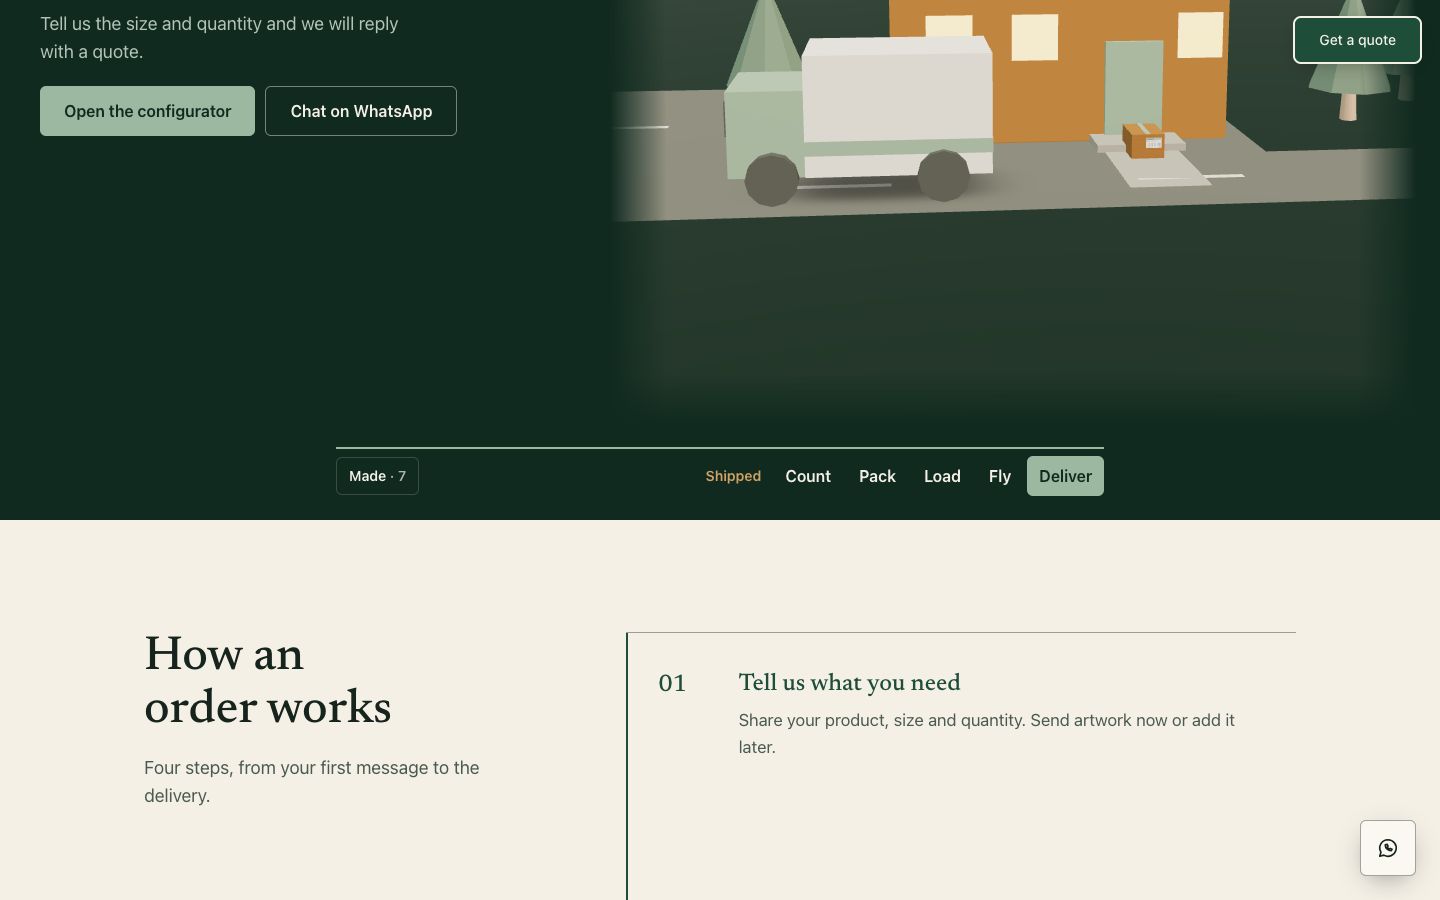 Tell us the size and quantity and we will reply
with a quote.
Get a quote
Open the configurator
Chat on WhatsApp
Made · 7
Shipped
Count
Pack
Load
Fly
Deliver
How an
order works
Four steps, from your first message to the
delivery.
01
Tell us what you need
Share your product, size and quantity. Send artwork now or add it
later.